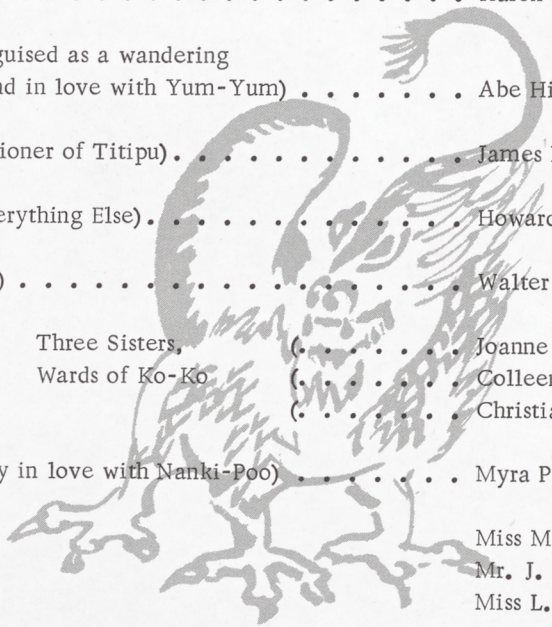 guised as a wandering
nd in love with Yum-Yum) . . . . . . . Abe Hi
ioner of Titipu) . . . . . . . . . . . . James
erything Else) . . . . . . . . . . . . . Howard
) . . . . . . . . . . . . . . . . . . Walter
Three Sisters, ( . . . . . . . Joanne
Wards of Ko-Ko ( . . . . . . . Colleen
( . . . . . . . Christia
y in love with Nanki-Poo) . . . . . . . Myra P
Miss M
Mr. J.
Miss L.